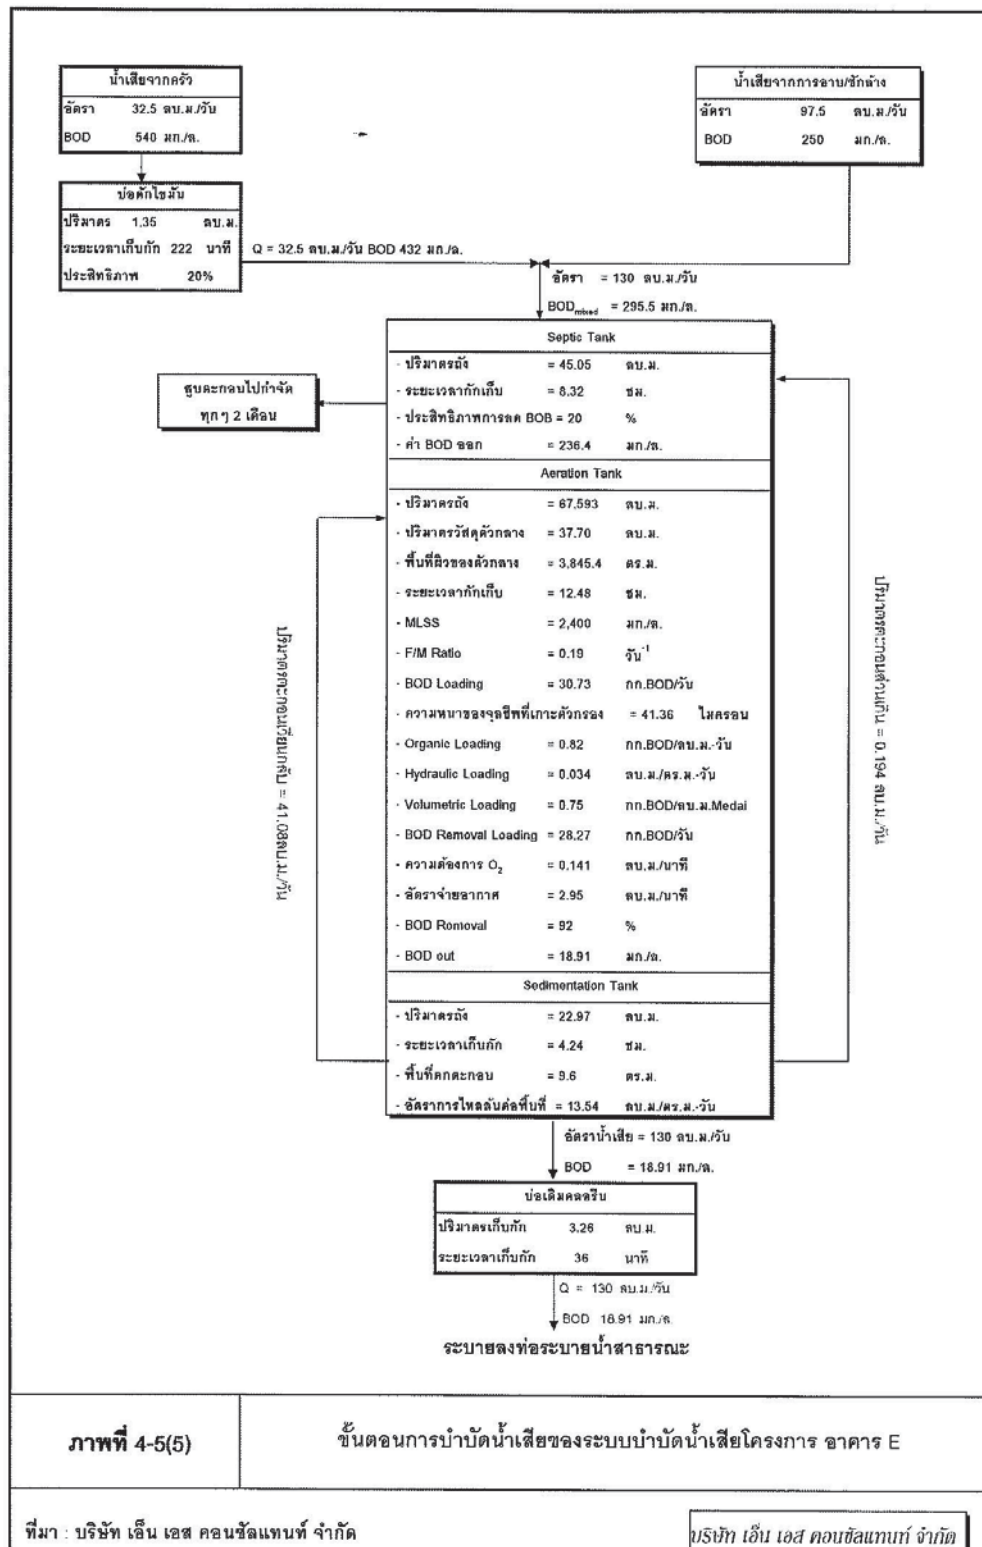 น้ำเสียจากครัว
อัตรา 32.5 ลบ.ม./วัน
BOD 540 มก./ล.
น้ำเสียจากการอาบ/ซักล้าง
อัตรา 97.5 ลบ.ม./วัน
BOD 250 มก./ล.
บ่อดักไขมัน
ปริมาตร 1.35 ลบ.ม.
ระยะเวลาเก็บกัก 222 นาที
ประสิทธิภาพ 20%
Q = 32.5 ลบ.ม./วัน BOD 432 มก./ล.
อัตรา = 130 ลบ.ม./วัน
BODmixed = 295.5 มก./ล.
Septic Tank
- ปริมาตรถัง = 45.05 ลบ.ม.
- ระยะเวลากักเก็บ = 8.32 ชม.
- ประสิทธิภาพการลด BOB = 20 %
- ค่า BOD ออก = 236.4 มก./ล.
สูบตะกอนไปกำจัด
ทุกๆ 2 เดือน
Aeration Tank
- ปริมาตรถัง = 67,593 ลบ.ม.
- ปริมาตรวัสดุตัวกลาง = 37.70 ลบ.ม.
- พื้นที่ผิวของตัวกลาง = 3,845.4 ตร.ม.
- ระยะเวลากักเก็บ = 12.48 ชม.
- MLSS = 2,400 มก./ล.
- F/M Ratio = 0.19 วัน-1
- BOD Loading = 30.73 กก.BOD/วัน
- ความหนาของจุลชีพที่เกาะตัวกรอง = 41.36 ไมครอน
- Organic Loading = 0.82 กก.BOD/ลบ.ม.-วัน
- Hydraulic Loading = 0.034 ลบ.ม./ตร.ม.-วัน
- Volumetric Loading = 0.75 กก.BOD/ลบ.ม.Medai
- BOD Removal Loading = 28.27 กก.BOD/วัน
- ความต้องการ O2 = 0.141 ลบ.ม./นาที
- อัตราจ่ายอากาศ = 2.95 ลบ.ม./นาที
- BOD Removal = 92 %
- BOD out = 18.91 มก./ล.
ปริมาตรตะกอนเวียนกลับ = 41.08ลบ.ม./วัน
ปริมาตรตะกอนส่วนเกิน = 0.194 ลบ.ม./วัน
Sedimentation Tank
- ปริมาตรถัง = 22.97 ลบ.ม.
- ระยะเวลาเก็บกัก = 4.24 ชม.
- พื้นที่ตกตะกอน = 9.6 ตร.ม.
- อัตราการไหลล้นต่อพื้นที่ = 13.54 ลบ.ม./ตร.ม.-วัน
อัตราน้ำเสีย = 130 ลบ.ม./วัน
BOD = 18.91 มก./ล.
บ่อเติมคลอรีน
ปริมาตรเก็บกัก 3.26 ลบ.ม.
ระยะเวลาเก็บกัก 36 นาที
Q = 130 ลบ.ม./วัน
BOD 18.91 มก./ล
ระบายลงท่อระบายน้ำสาธารณะ
ภาพที่ 4-5(5)
ขั้นตอนการบำบัดน้ำเสียของระบบบำบัดน้ำเสียโครงการ อาคาร E
ที่มา : บริษัท เอ็น เอส คอนซัลแทนท์ จำกัด
บริษัท เอ็น เอส คอนซัลแทนท์ จำกัด